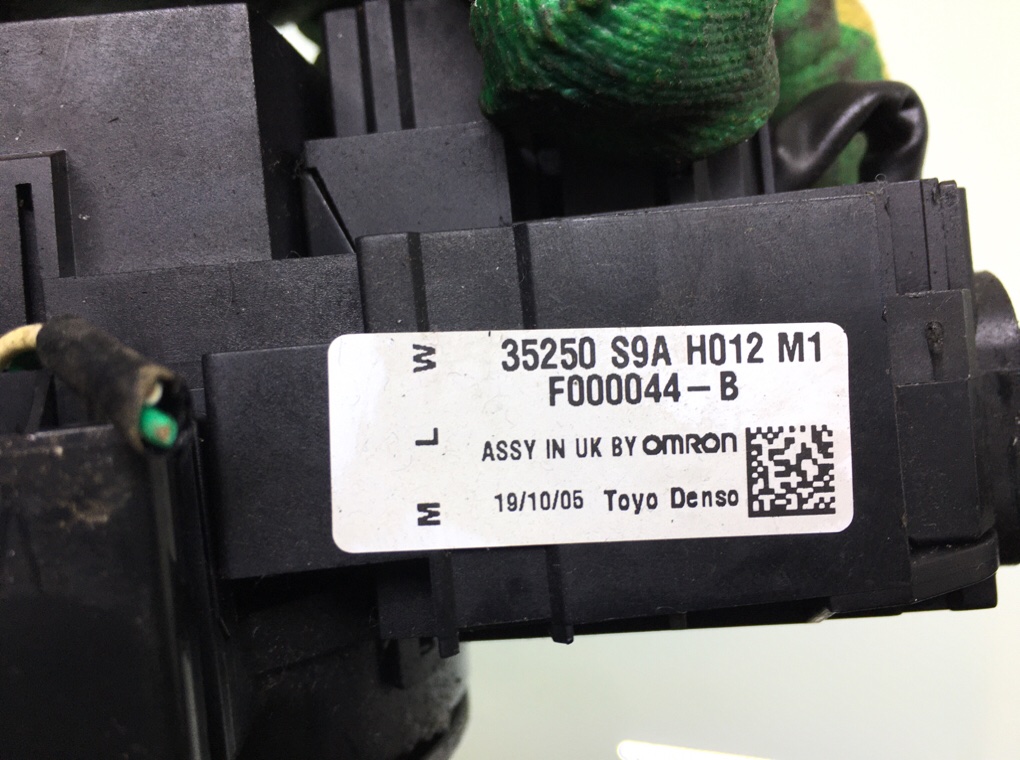 35250 S9A H012 M1
F000044-B
ASSY IN UK BY OMRON
19/10/05 Toyo Denso
M L W